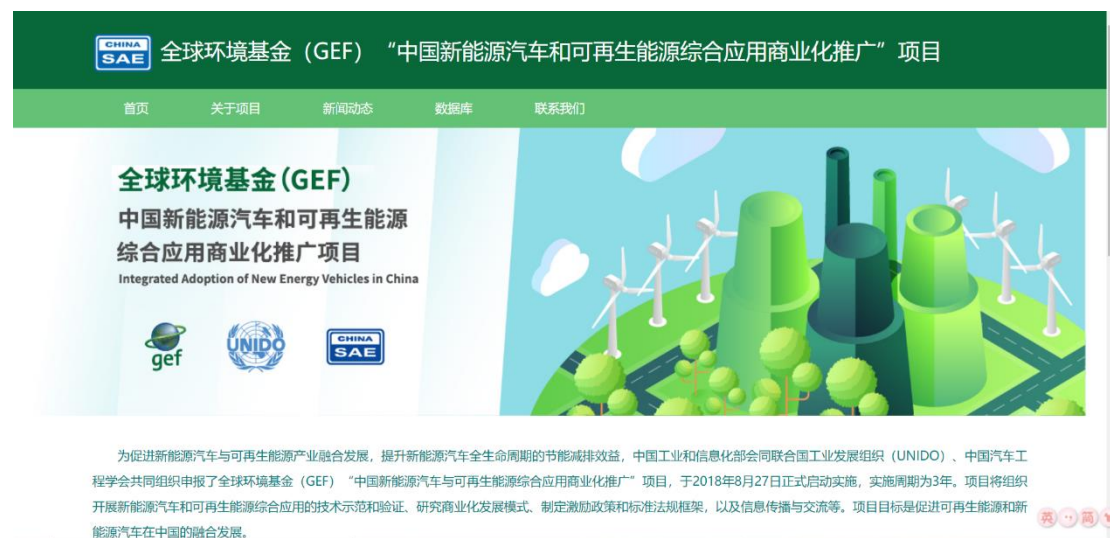 CHINA
SAE
全球环境基金（GEF）“中国新能源汽车和可再生能源综合应用商业化推广”项目
首页 关于项目 新闻动态 数据库 联系我们
全球环境基金(GEF)
中国新能源汽车和可再生能源
综合应用商业化推广项目
Integrated Adoption of New Energy Vehicles in China
gef UNIDO CHINA
SAE
为促进新能源汽车与可再生能源产业融合发展，提升新能源汽车全生命周期的节能减排效益，中国工业和信息化部会同联合国工业发展组织（UNIDO）、中国汽车工
程学会共同组织申报了全球环境基金（GEF）“中国新能源汽车与可再生能源综合应用商业化推广”项目，于2018年8月27日正式启动实施，实施周期为3年。项目将组织
开展新能源汽车和可再生能源综合应用的技术示范和验证、研究商业化发展模式、制定激励政策和标准法规框架，以及信息传播与交流等。项目目标是促进可再生能源和新
能源汽车在中国的融合发展。
英 简